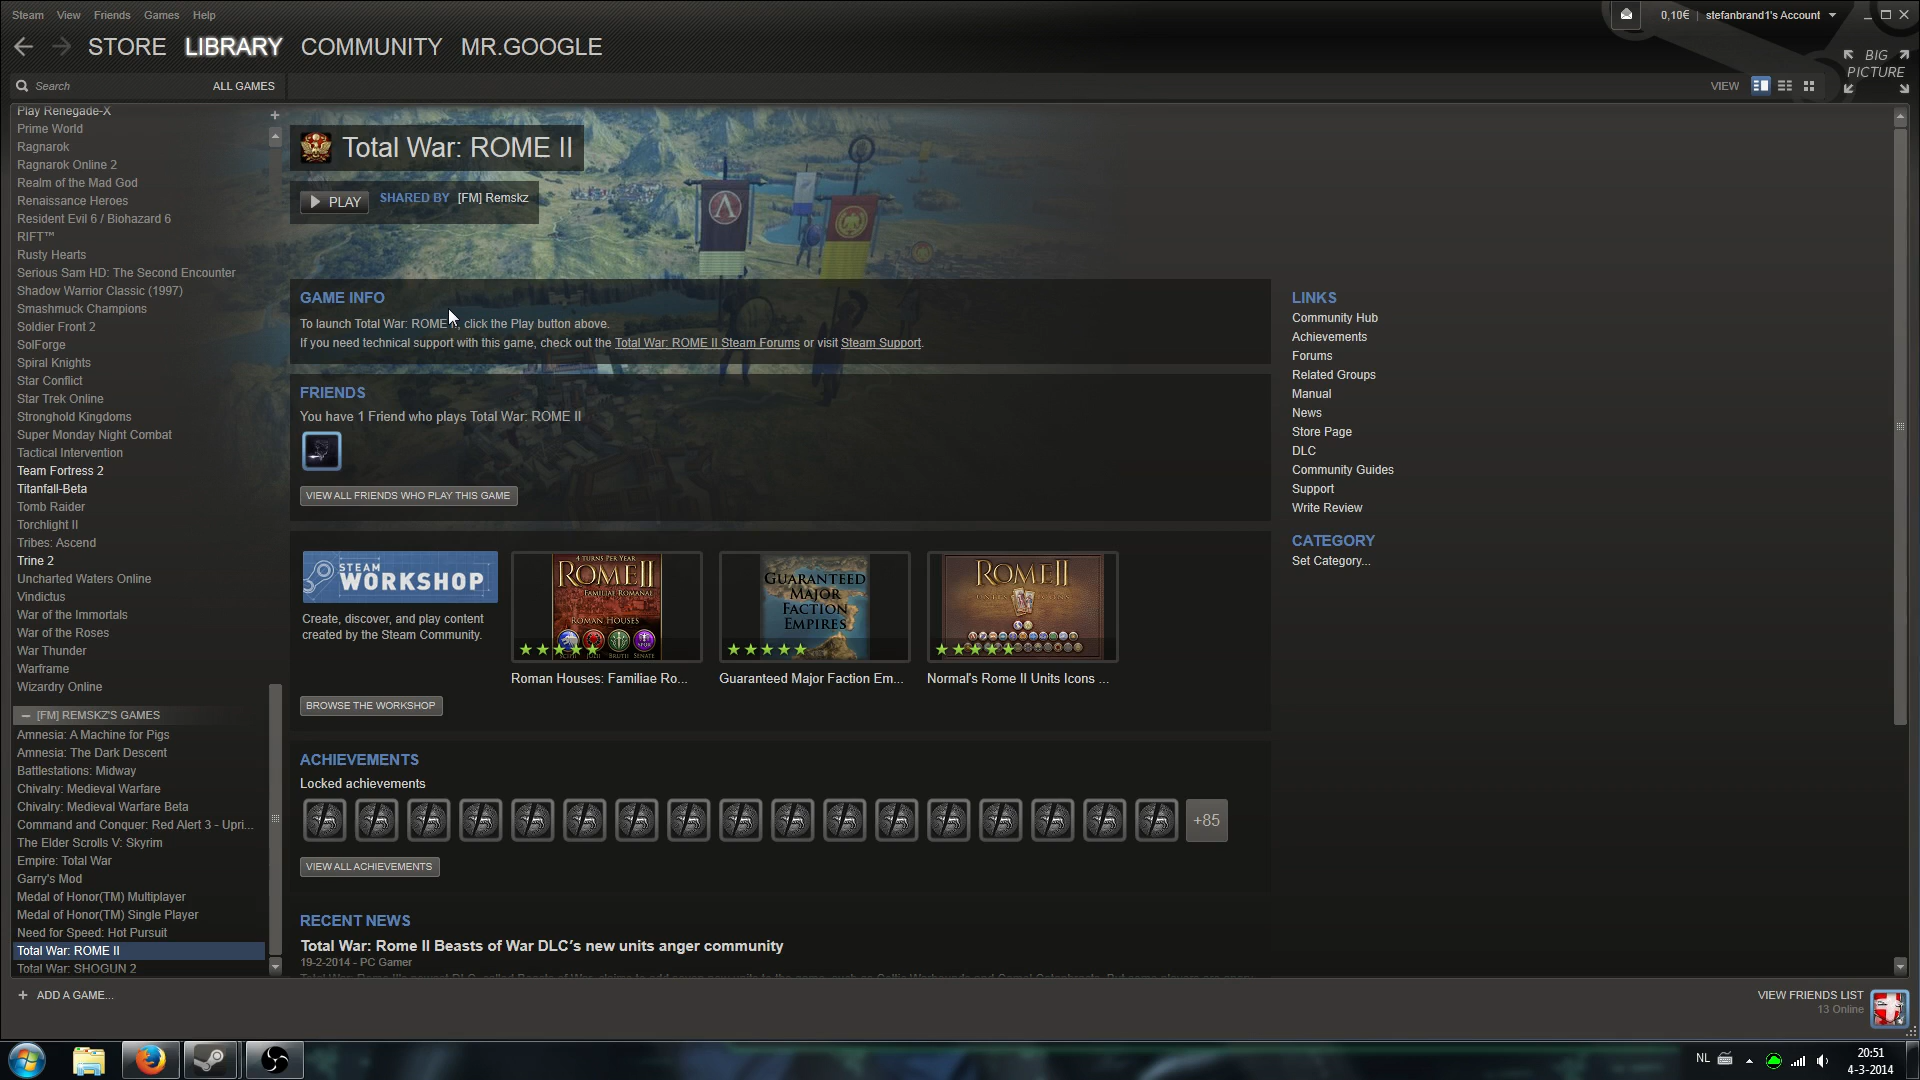 Steam View Friends Games Help
0,10€ | stefanbrand1's Account
STORE LIBRARY COMMUNITY MR.GOOGLE
BIG
PICTURE
Search ALL GAMES
VIEW
Play Renegade-X
Prime World
Ragnarok
Ragnarok Online 2
Realm of the Mad God
Renaissance Heroes
Resident Evil 6 / Biohazard 6
RIFT™
Rusty Hearts
Serious Sam HD: The Second Encounter
Shadow Warrior Classic (1997)
Smashmuck Champions
Soldier Front 2
SolForge
Spiral Knights
Star Conflict
Star Trek Online
Stronghold Kingdoms
Super Monday Night Combat
Tactical Intervention
Team Fortress 2
Titanfall-Beta
Tomb Raider
Torchlight II
Tribes: Ascend
Trine 2
Uncharted Waters Online
Vindictus
War of the Immortals
War of the Roses
War Thunder
Warframe
Wizardry Online
[FM] REMSKZ'S GAMES
Amnesia: A Machine for Pigs
Amnesia: The Dark Descent
Battlestations: Midway
Chivalry: Medieval Warfare
Chivalry: Medieval Warfare Beta
Command and Conquer: Red Alert 3 - Upri...
The Elder Scrolls V: Skyrim
Empire: Total War
Garry's Mod
Medal of Honor(TM) Multiplayer
Medal of Honor(TM) Single Player
Need for Speed: Hot Pursuit
Total War: ROME II
Total War: SHOGUN 2
+ ADD A GAME...
Total War: ROME II
PLAY SHARED BY [FM] Remskz
GAME INFO
To launch Total War: ROME II, click the Play button above.
If you need technical support with this game, check out the Total War: ROME II Steam Forums or visit Steam Support.
FRIENDS
You have 1 Friend who plays Total War: ROME II
VIEW ALL FRIENDS WHO PLAY THIS GAME
STEAM
WORKSHOP
Create, discover, and play content
created by the Steam Community.
BROWSE THE WORKSHOP
4 TURNS PER YEAR
ROME II
FAMILIAE ROMANAE
ROMAN HOUSES
JULII BRUTII SENATE
Roman Houses: Familiae Ro...
GUARANTEED
MAJOR
FACTION
EMPIRES
Guaranteed Major Faction Em...
ROME II
UNITS ICONS
Normal's Rome II Units Icons ...
ACHIEVEMENTS
Locked achievements
+85
VIEW ALL ACHIEVEMENTS
RECENT NEWS
Total War: Rome II Beasts of War DLC's new units anger community
19-2-2014 - PC Gamer
LINKS
Community Hub
Achievements
Forums
Related Groups
Manual
News
Store Page
DLC
Community Guides
Support
Write Review
CATEGORY
Set Category...
VIEW FRIENDS LIST
13 Online
NL
20:51
4-3-2014